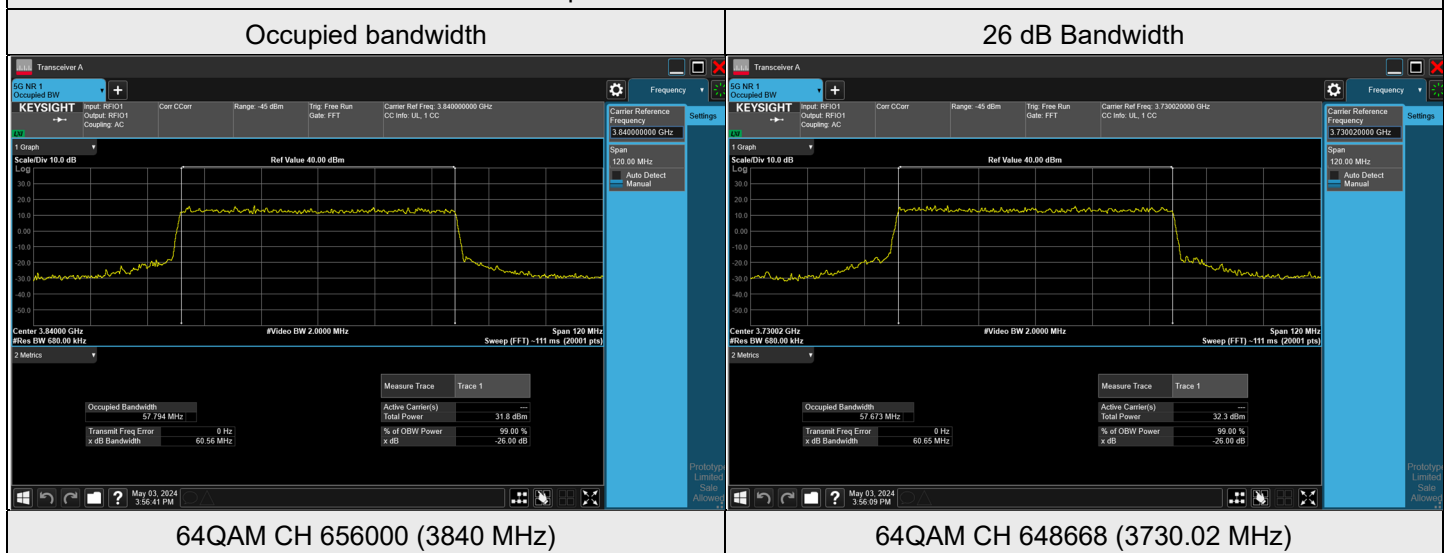 Occupied bandwidth
26 dB Bandwidth
Transceiver A
5G NR 1
Occupied BW
+
Frequency
KEYSIGHT
Input: RFIO1
Output: RFIO1
Coupling: AC
Corr CCorr
Range: -45 dBm
Trig: Free Run
Gate: FFT
Carrier Ref Freq: 3.840000000 GHz
CC Info: UL, 1 CC
LXI
Carrier Reference
Frequency
3.840000000 GHz
Settings
Span
120.00 MHz
Auto Detect
Manual
1 Graph
Scale/Div 10.0 dB
Ref Value 40.00 dBm
Log
30.0
20.0
10.0
0.00
-10.0
-20.0
-30.0
-40.0
-50.0
Center 3.84000 GHz
#Video BW 2.0000 MHz
Span 120 MHz
#Res BW 680.00 kHz
Sweep (FFT) ~111 ms (20001 pts)
2 Metrics
Measure Trace Trace 1
Occupied Bandwidth
57.794 MHz
Active Carrier(s) ---
Total Power 31.8 dBm
Transmit Freq Error 0 Hz
x dB Bandwidth 60.56 MHz
% of OBW Power 99.00 %
x dB -26.00 dB
Prototype
Limited
Sale
Allowed
?
May 03, 2024
3:56:41 PM
Transceiver A
5G NR 1
Occupied BW
+
Frequency
KEYSIGHT
Input: RFIO1
Output: RFIO1
Coupling: AC
Corr CCorr
Range: -45 dBm
Trig: Free Run
Gate: FFT
Carrier Ref Freq: 3.730020000 GHz
CC Info: UL, 1 CC
LXI
Carrier Reference
Frequency
3.730020000 GHz
Settings
Span
120.00 MHz
Auto Detect
Manual
1 Graph
Scale/Div 10.0 dB
Ref Value 40.00 dBm
Log
30.0
20.0
10.0
0.00
-10.0
-20.0
-30.0
-40.0
-50.0
Center 3.73002 GHz
#Video BW 2.0000 MHz
Span 120 MHz
#Res BW 680.00 kHz
Sweep (FFT) ~111 ms (20001 pts)
2 Metrics
Measure Trace Trace 1
Occupied Bandwidth
57.673 MHz
Active Carrier(s) ---
Total Power 32.3 dBm
Transmit Freq Error 0 Hz
x dB Bandwidth 60.65 MHz
% of OBW Power 99.00 %
x dB -26.00 dB
Prototype
Limited
Sale
Allowed
?
May 03, 2024
3:56:09 PM
64QAM CH 656000 (3840 MHz)
64QAM CH 648668 (3730.02 MHz)